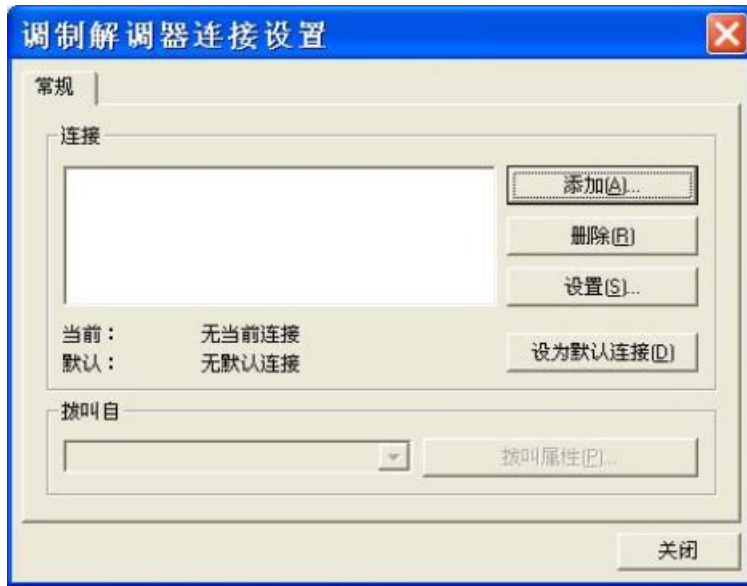 调制解调器连接设置
常规
连接
添加(A)...
删除(R)
设置(S)...
当前： 无当前连接
默认： 无默认连接
设为默认连接(D)
拨叫自
拨叫属性(P)...
关闭